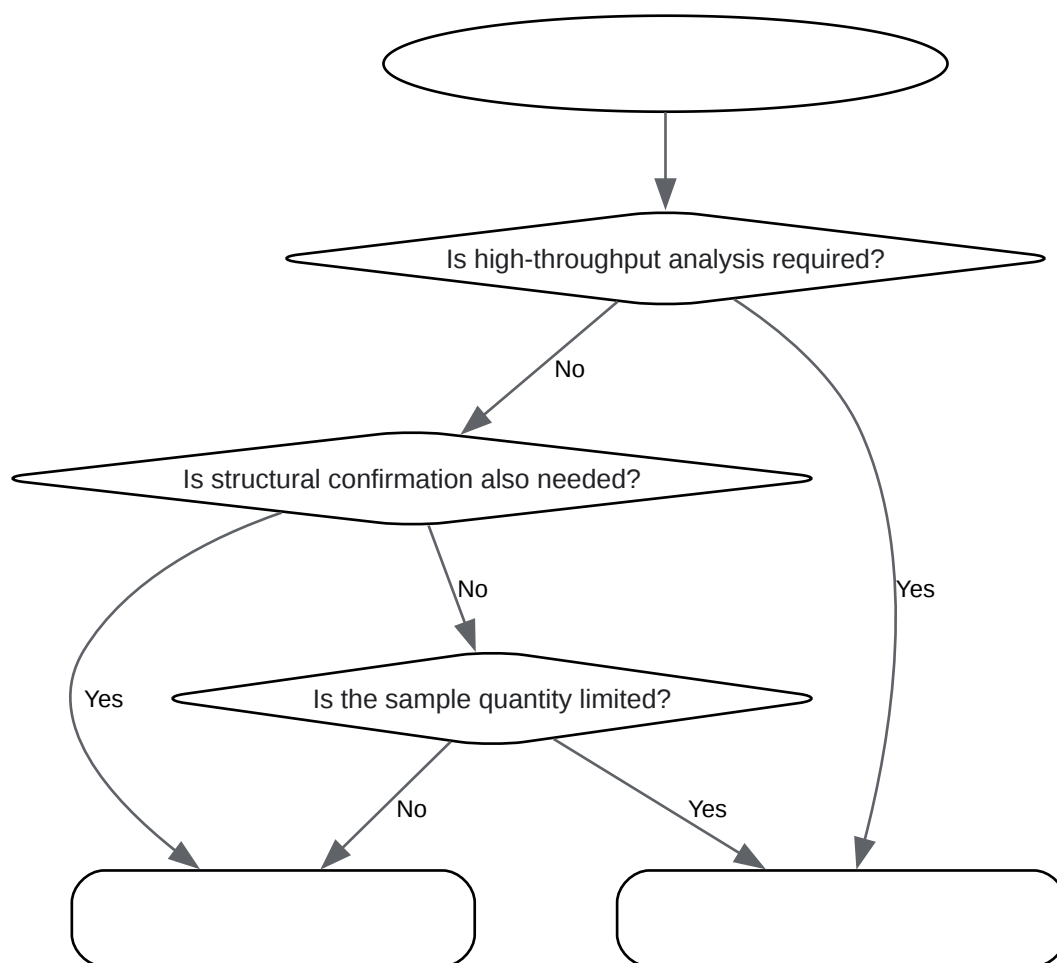 Is high-throughput analysis required?
No
Is structural confirmation also needed?
No
Yes
Yes
Is the sample quantity limited?
No
Yes